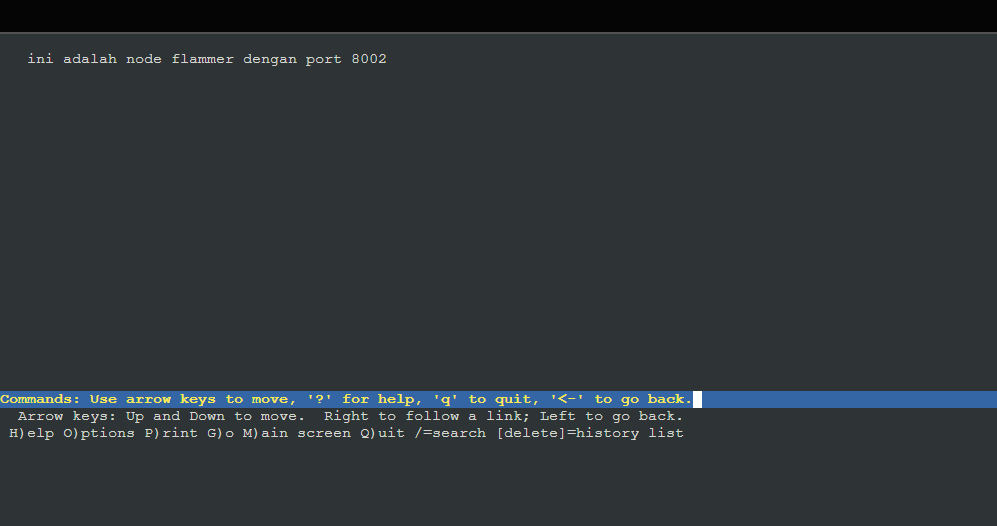 ini adalah node flammer dengan port 8002
Commands: Use arrow keys to move, '?' for help, 'q' to quit, '<-' to go back.
Arrow keys: Up and Down to move.  Right to follow a link; Left to go back.
H)elp O)ptions P)rint G)o M)ain screen Q)uit /=search [delete]=history list